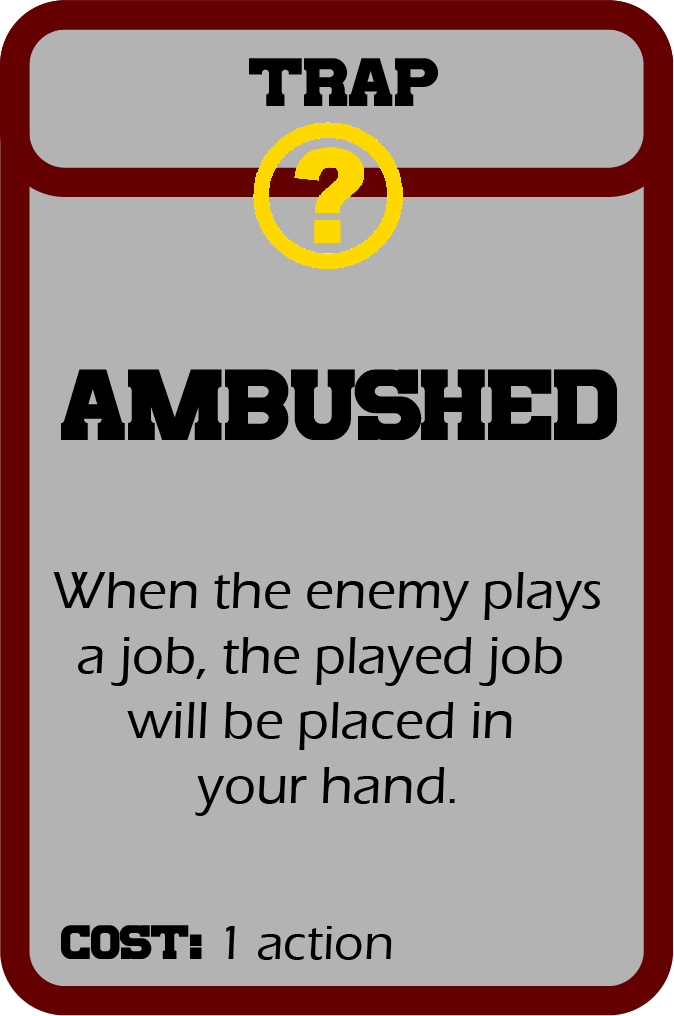 TRAP
?
AMBUSHED
When the enemy plays
a job, the played job
will be placed in
your hand.
COST: 1 action